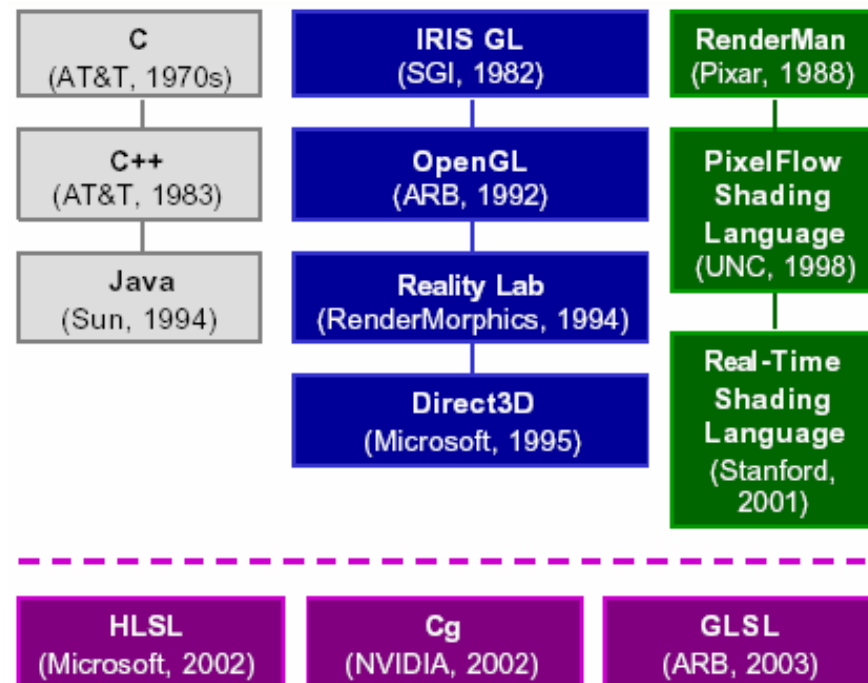 C
(AT&T, 1970s)
C++
(AT&T, 1983)
Java
(Sun, 1994)
IRIS GL
(SGI, 1982)
OpenGL
(ARB, 1992)
Reality Lab
(RenderMorphics, 1994)
Direct3D
(Microsoft, 1995)
RenderMan
(Pixar, 1988)
PixelFlow
Shading
Language
(UNC, 1998)
Real-Time
Shading
Language
(Stanford,
2001)
HLSL
(Microsoft, 2002)
Cg
(NVIDIA, 2002)
GLSL
(ARB, 2003)